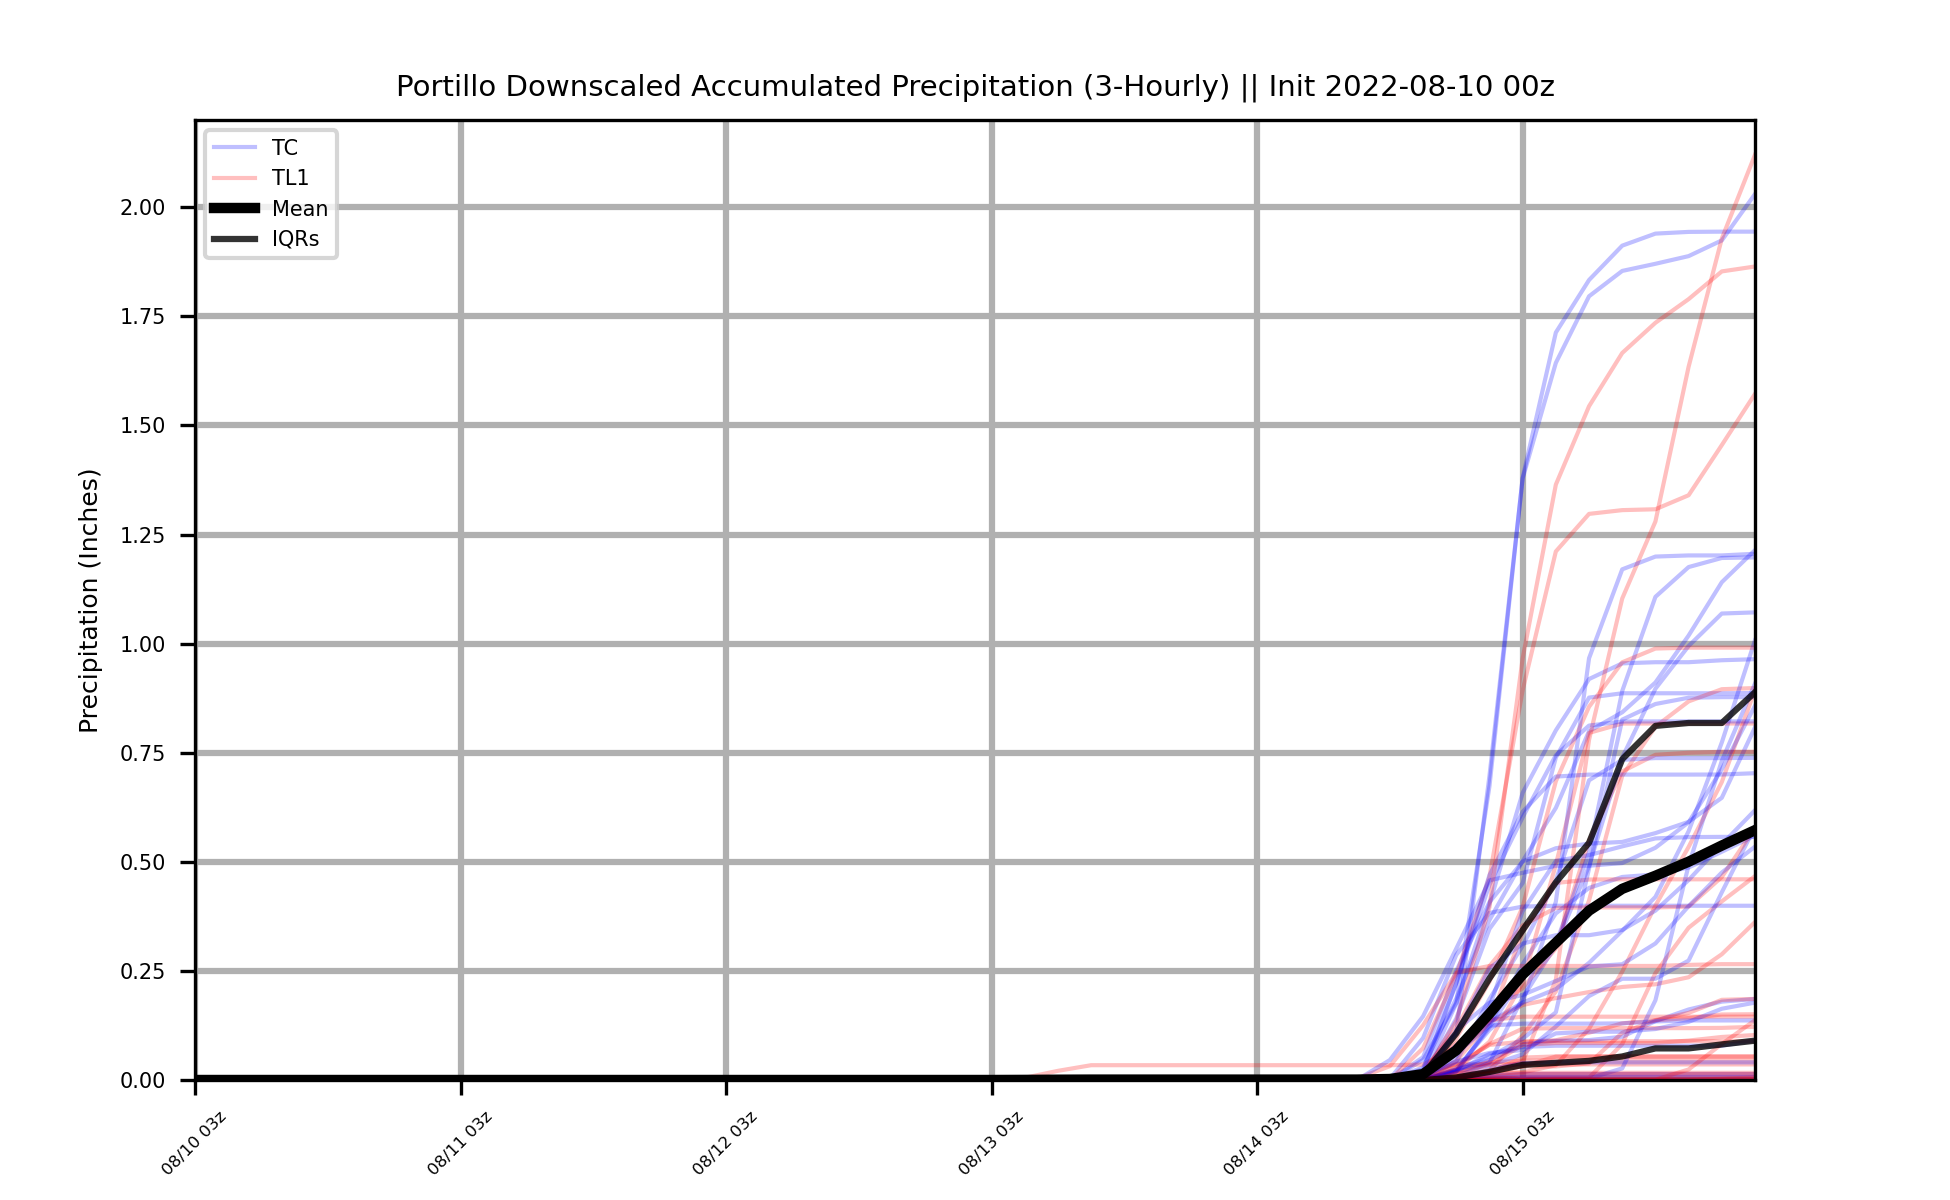 Portillo Downscaled Accumulated Precipitation (3-Hourly) || Init 2022-08-10 00z
TC
TL1
Mean
IQRs
Precipitation (Inches)
2.00
1.75
1.50
1.25
1.00
0.75
0.50
0.25
0.00
08/10 03z
08/11 03z
08/12 03z
08/13 03z
08/14 03z
08/15 03z